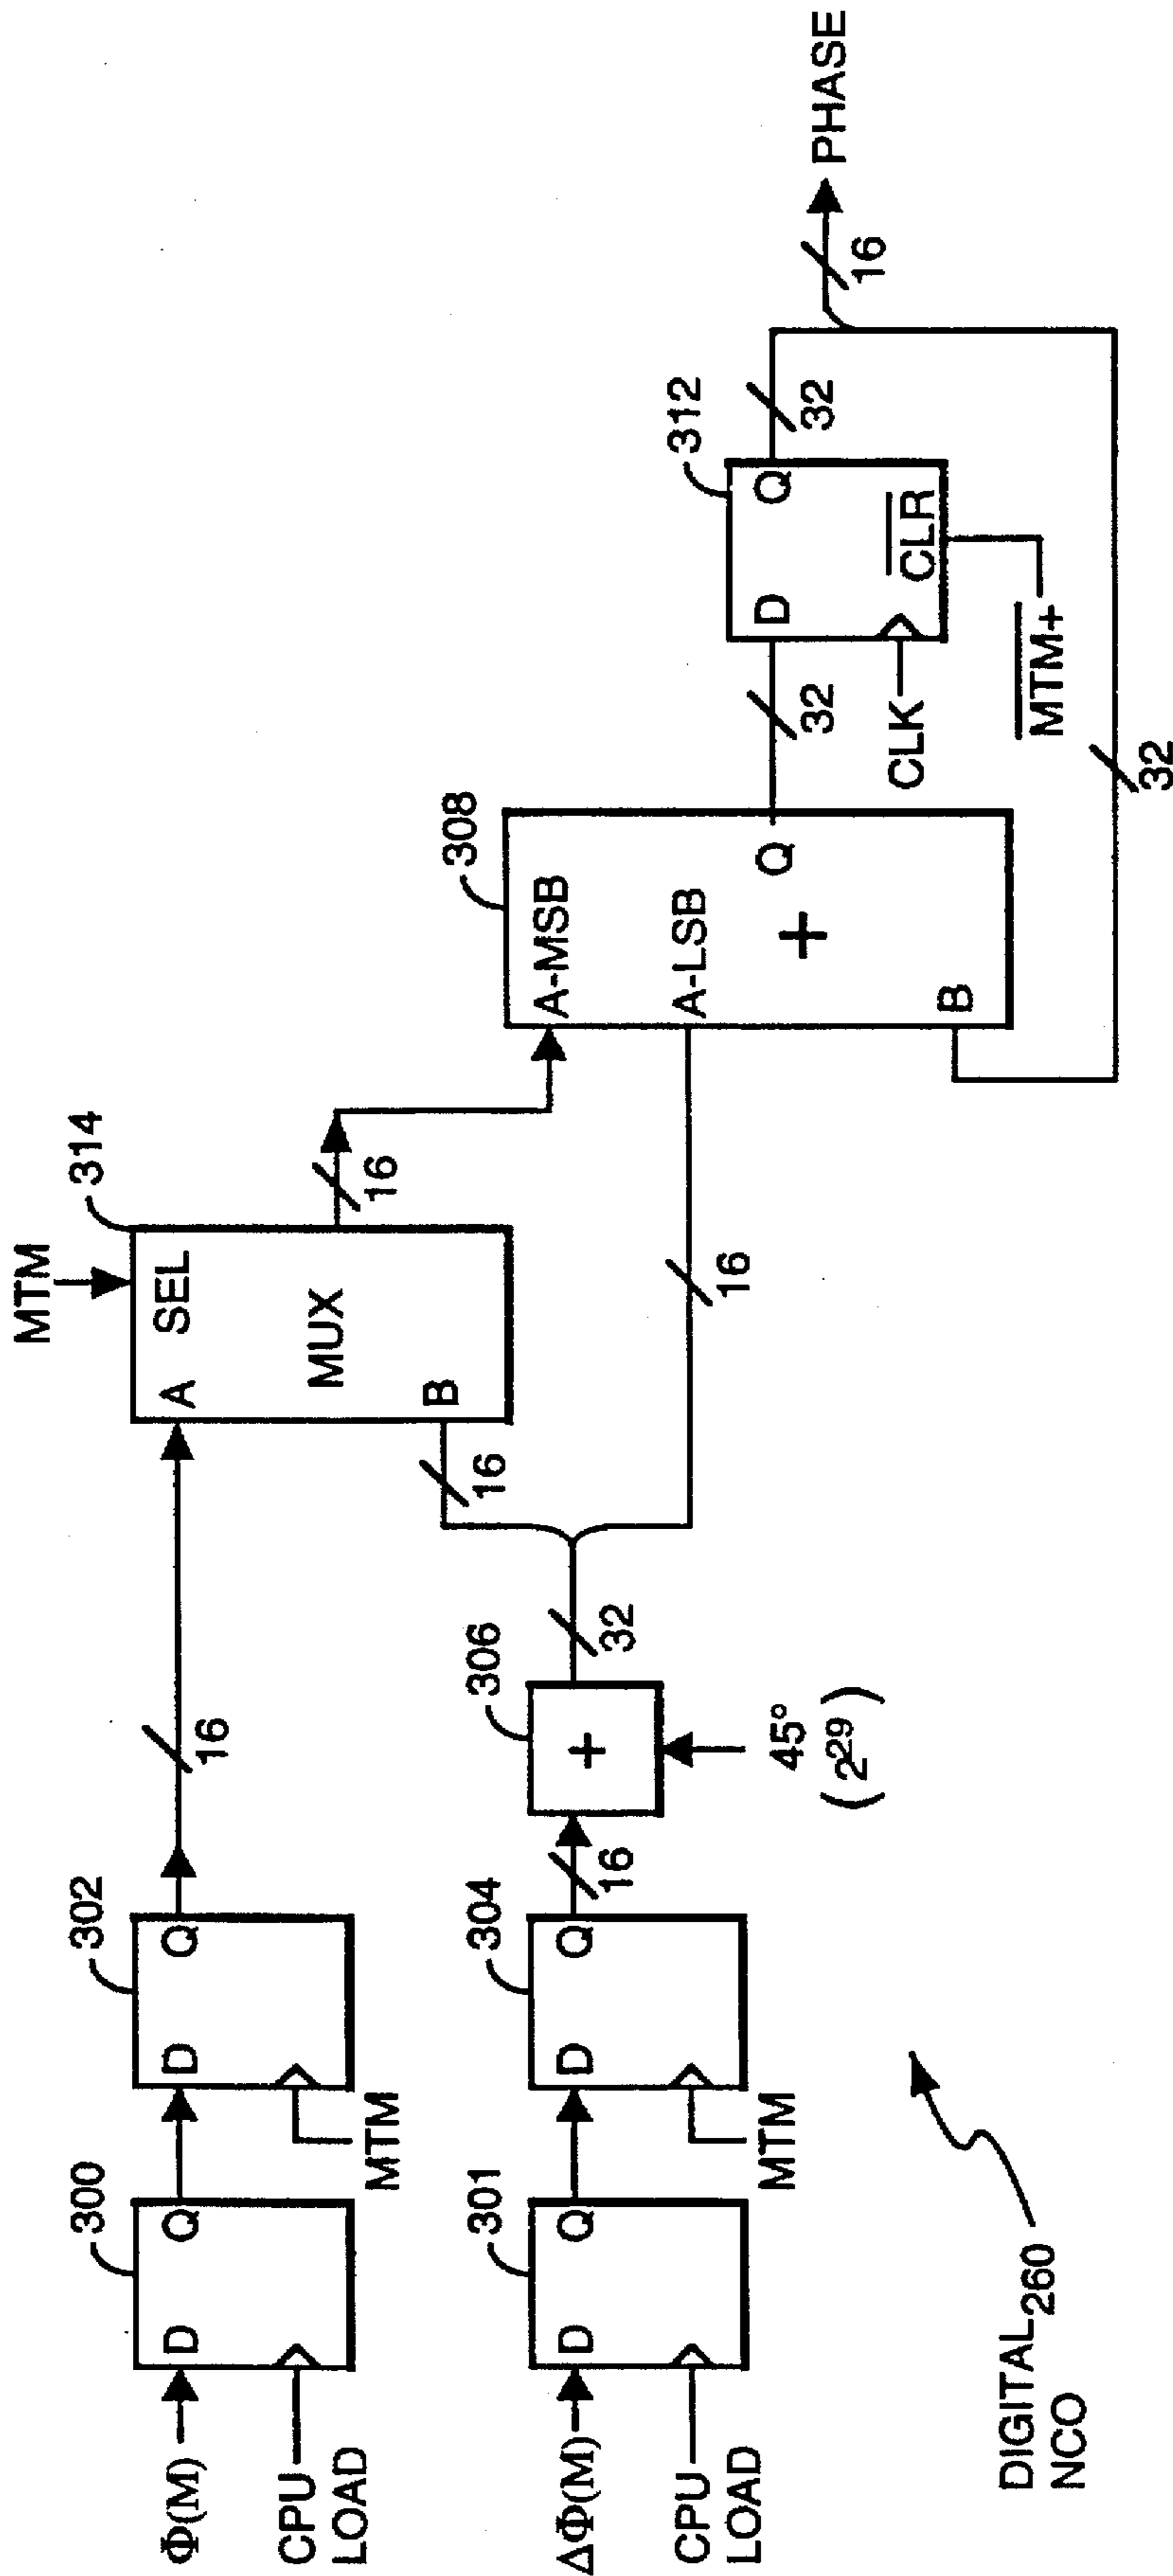 Φ(M)
CPU
LOAD
D
Q
300
D
Q
302
MTM
16
MTM
A
SEL
MUX
B
314
16
16
ΔΦ(M)
CPU
LOAD
D
Q
301
D
Q
304
MTM
16
+
306
45°
(2²⁹)
32
16
A-MSB
A-LSB
B
Q
+
308
32
D
Q
CLR
312
CLK
MTM+
32
32
16
PHASE
DIGITAL
NCO
260